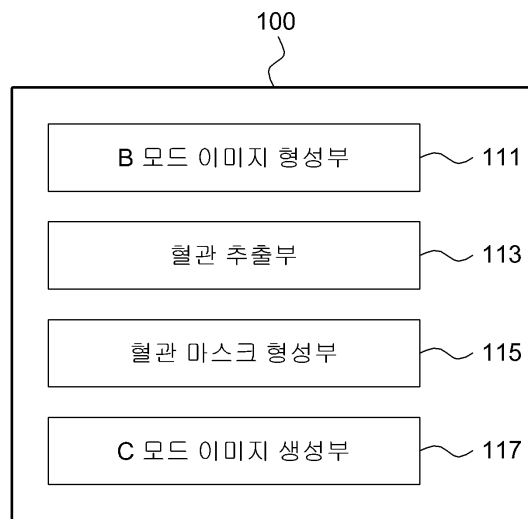 100
B 모드 이미지 형성부 111
혈관 추출부 113
혈관 마스크 형성부 115
C 모드 이미지 생성부 117